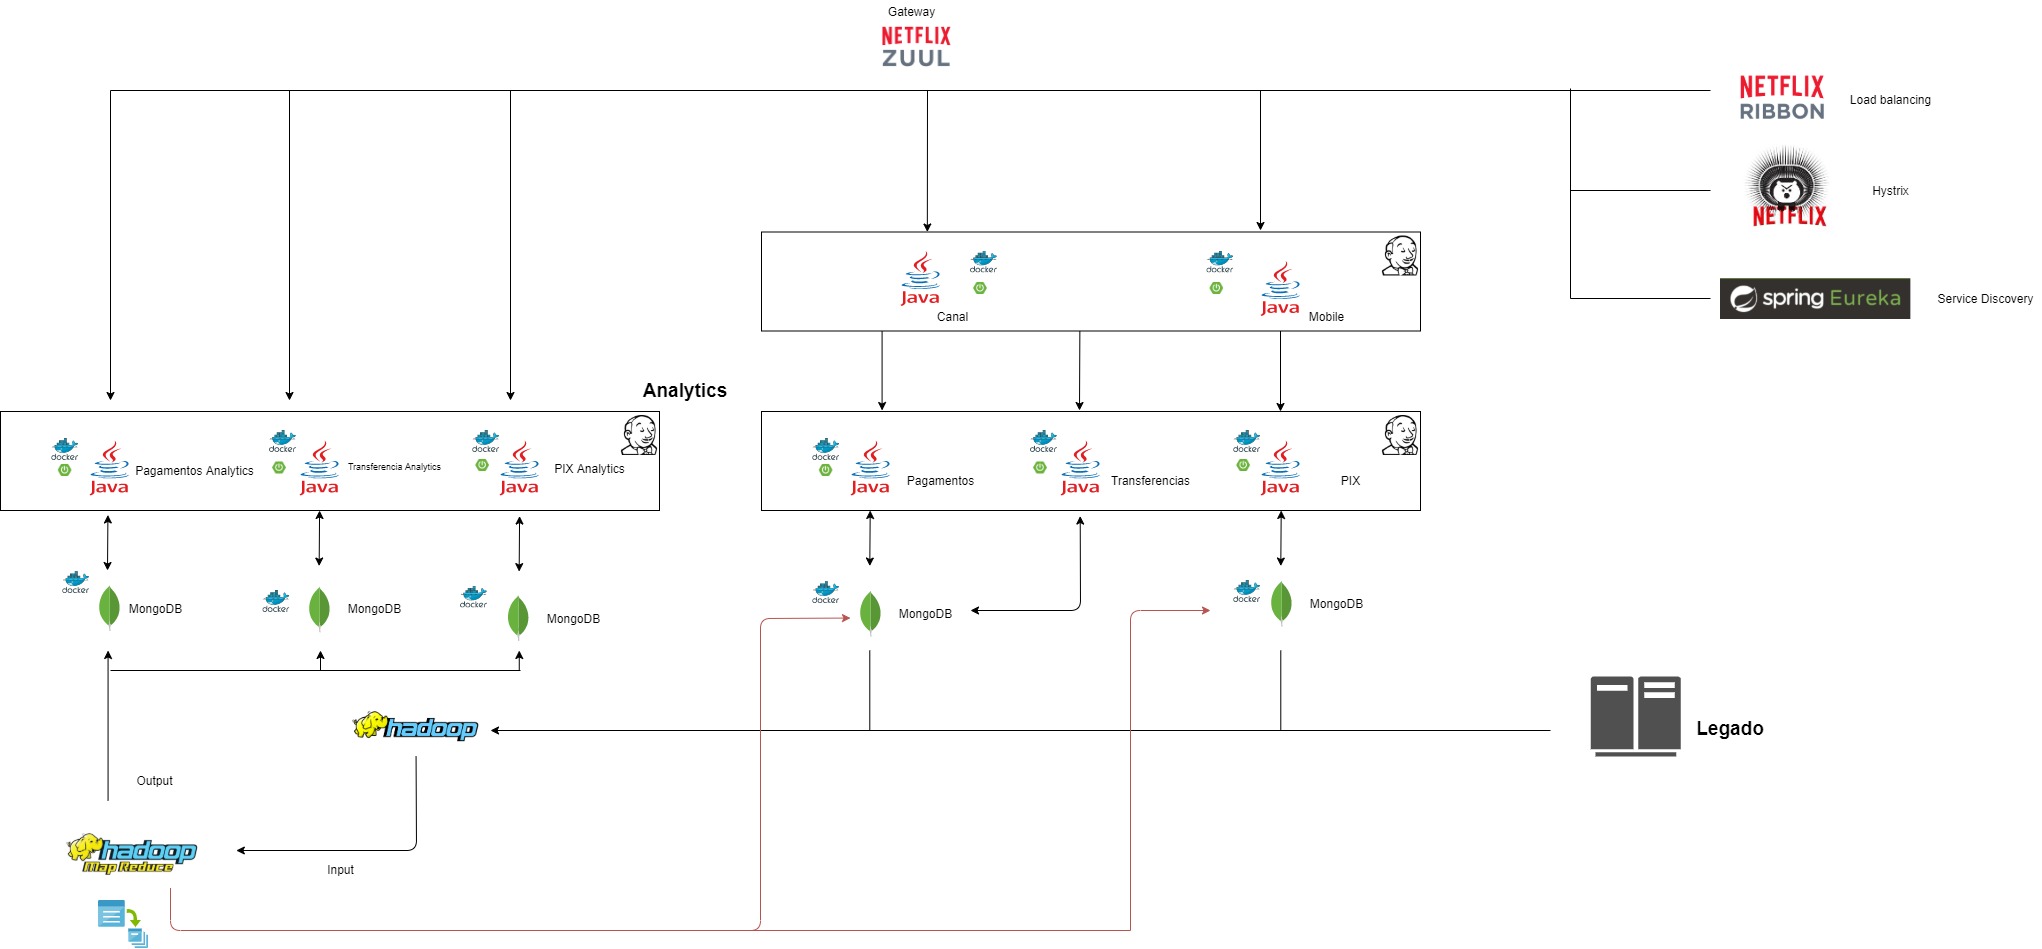 Gateway
NETFLIX
ZUUL
NETFLIX
RIBBON
Load balancing
NETFLIX
Hystrix
spring Eureka
Service Discovery
Java
docker
Canal
docker
Java
Mobile
Analytics
docker
Java
Pagamentos Analytics
docker
Java
Transferencia Analytics
docker
Java
PIX Analytics
docker
Java
Pagamentos
docker
Java
Transferencias
docker
Java
PIX
docker
MongoDB
docker
MongoDB
docker
MongoDB
docker
MongoDB
docker
MongoDB
hadoop
Legado
Output
hadoop
Map Reduce
Input